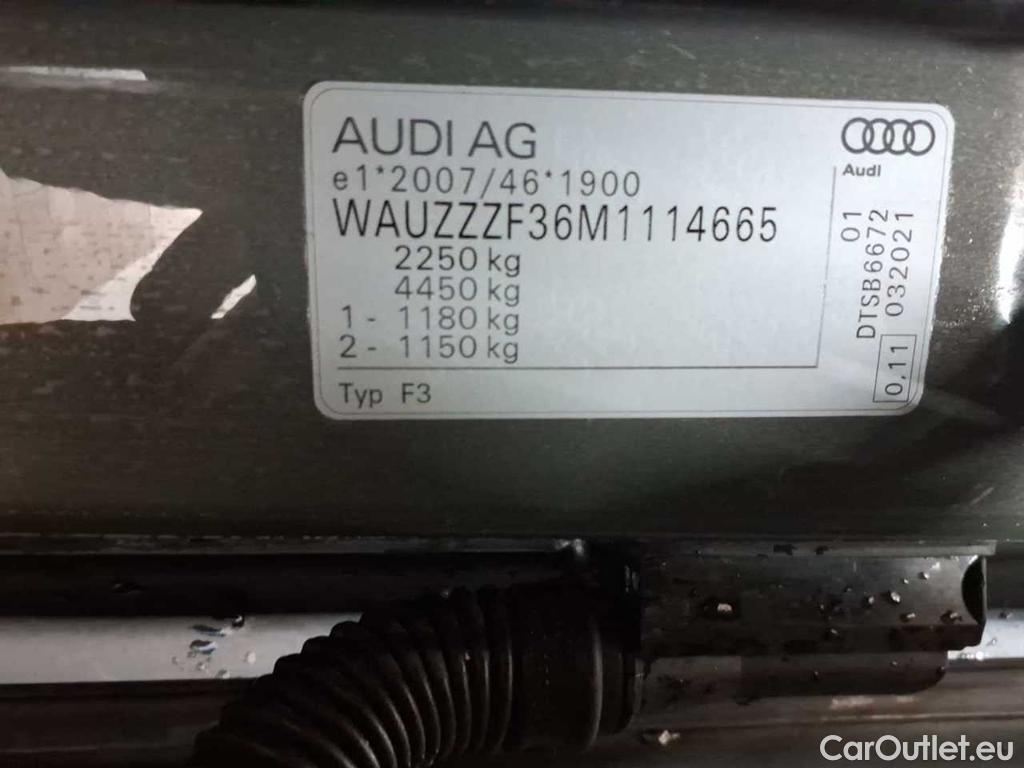 AUDI AG
e1*2007/46*1900
WAUZZZF36M1114665
2250 kg
4450 kg
1 - 1180 kg
2 - 1150 kg
Typ F3
Audi
01
DTSB6672
032021
0,11
CarOutlet.eu